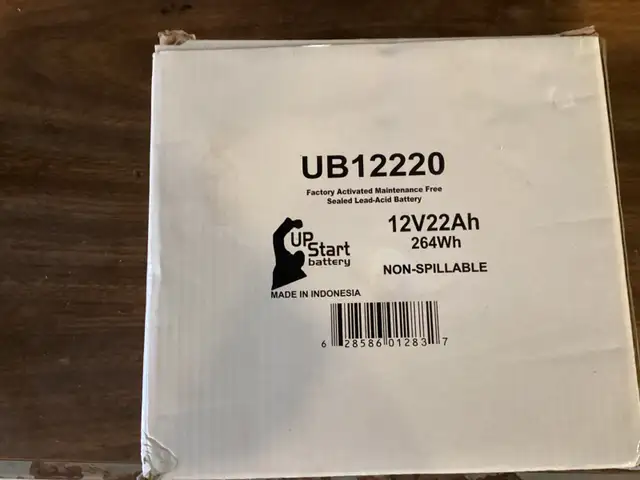 UB12220
Factory Activated Maintenance Free
Sealed Lead-Acid Battery
12V22Ah
264Wh
UP
Start
battery
NON-SPILLABLE
MADE IN INDONESIA
6 28586 01283 7